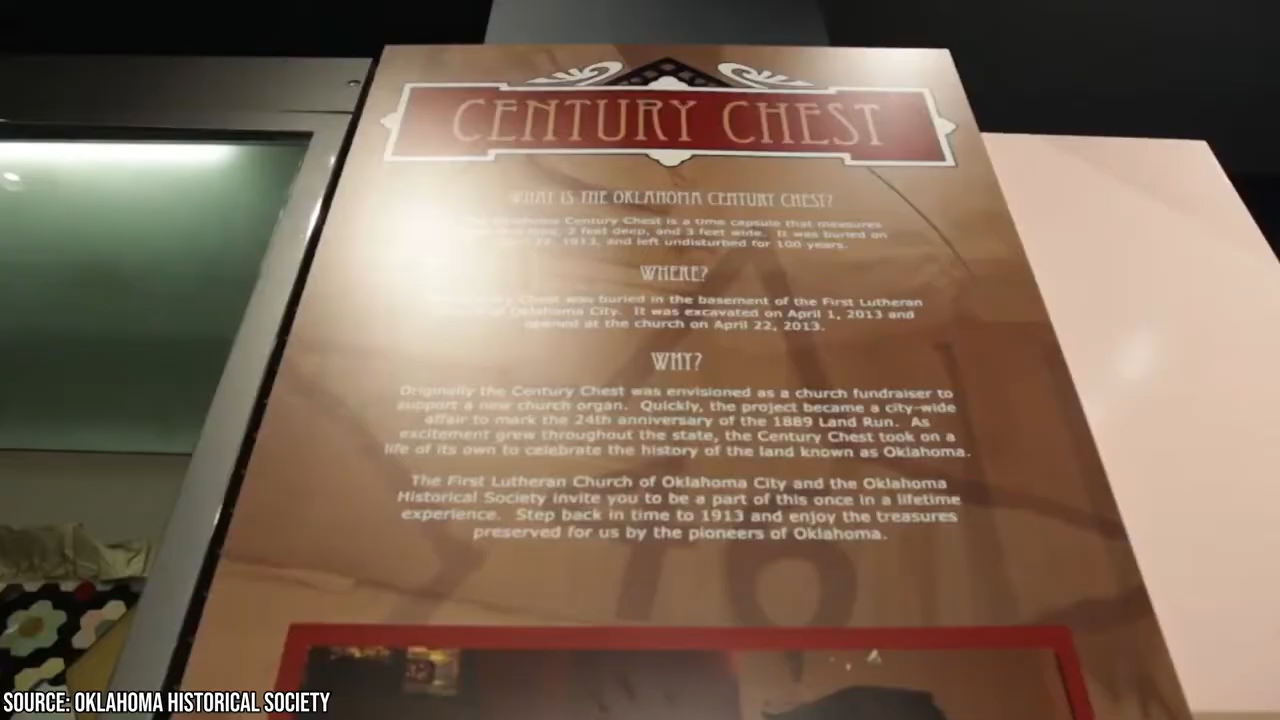 CENTURY CHEST
WHAT IS THE OKLAHOMA CENTURY CHEST?
Oklahoma Century Chest is a time capsule that measures
long, 2 feet deep, and 3 feet wide. It was buried on
22, 1913, and left undisturbed for 100 years.
WHERE?
Chest was buried in the basement of the First Lutheran
of Oklahoma City. It was excavated on April 1, 2013 and
opened at the church on April 22, 2013.
WHY?
Originally the Century Chest was envisioned as a church fundraiser to
support a new church organ. Quickly, the project became a city-wide
affair to mark the 24th anniversary of the 1889 Land Run. As
excitement grew throughout the state, the Century Chest took on a
life of its own to celebrate the history of the land known as Oklahoma.
The First Lutheran Church of Oklahoma City and the Oklahoma
Historical Society invite you to be a part of this once in a lifetime
experience. Step back in time to 1913 and enjoy the treasures
preserved for us by the pioneers of Oklahoma.
SOURCE: OKLAHOMA HISTORICAL SOCIETY